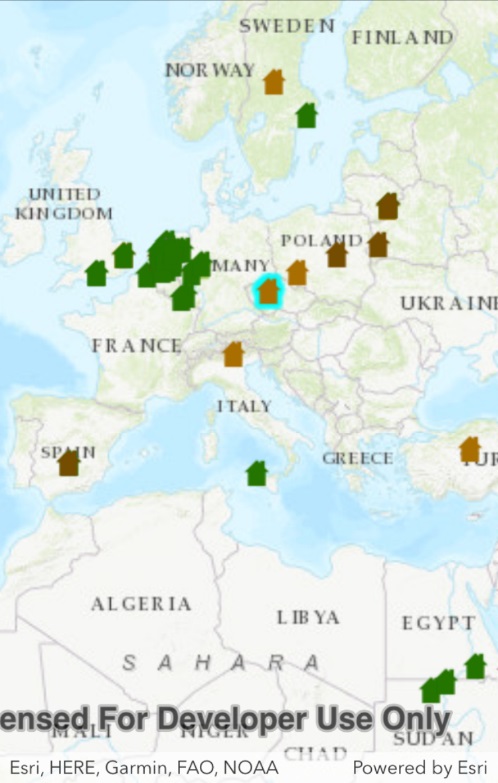 SWEDEN
FINLAND
NORWAY
UNITED
KINGDOM
POLAND
MANY
UKRAINE
FRANCE
ITALY
SPAIN
GREECE
TUR
ALGERIA
LIBYA
EGYPT
S A H A R A
ensed For Developer Use Only
MALI
NIGER
SUDAN
CHAD
Esri, HERE, Garmin, FAO, NOAA
Powered by Esri